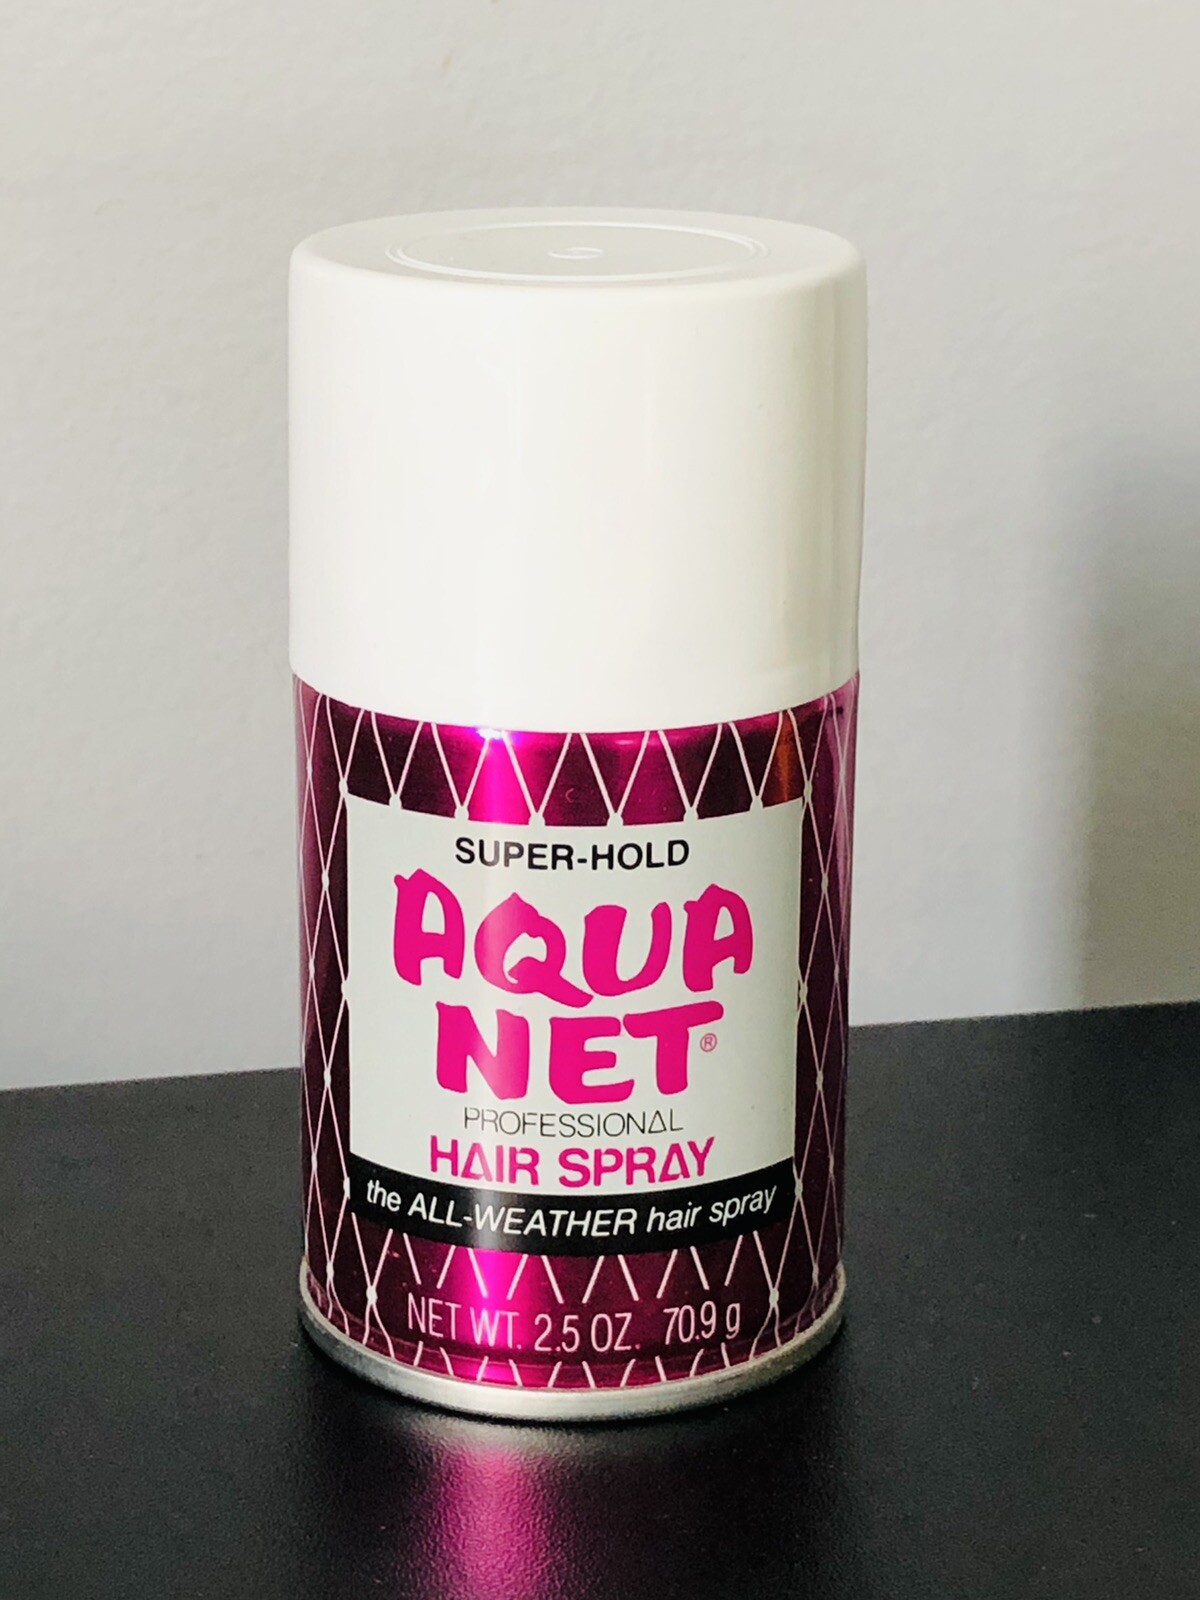 SUPER-HOLD
AQUA
NET®
PROFESSIONAL
HAIR SPRAY
the ALL-WEATHER hair spray
NET WT. 2.5 OZ. 70.9 g